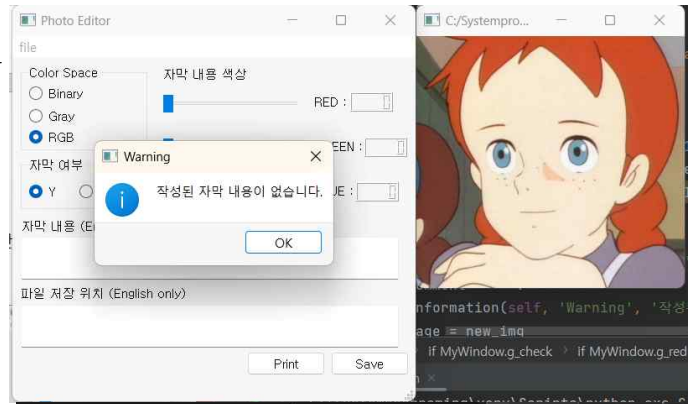 Photo Editor
file
Color Space
Binary
Gray
RGB
자막 여부
Y
자막 내용 색상
RED :
EEN :
JE :
Warning
작성된 자막 내용이 없습니다.
OK
자막 내용 (E
파일 저장 위치 (English only)
Print
Save
C:/Systempro...
nformation(self, 'Warning', '작성
age = new_img
if MyWindow.g_check > if MyWindow.g_red